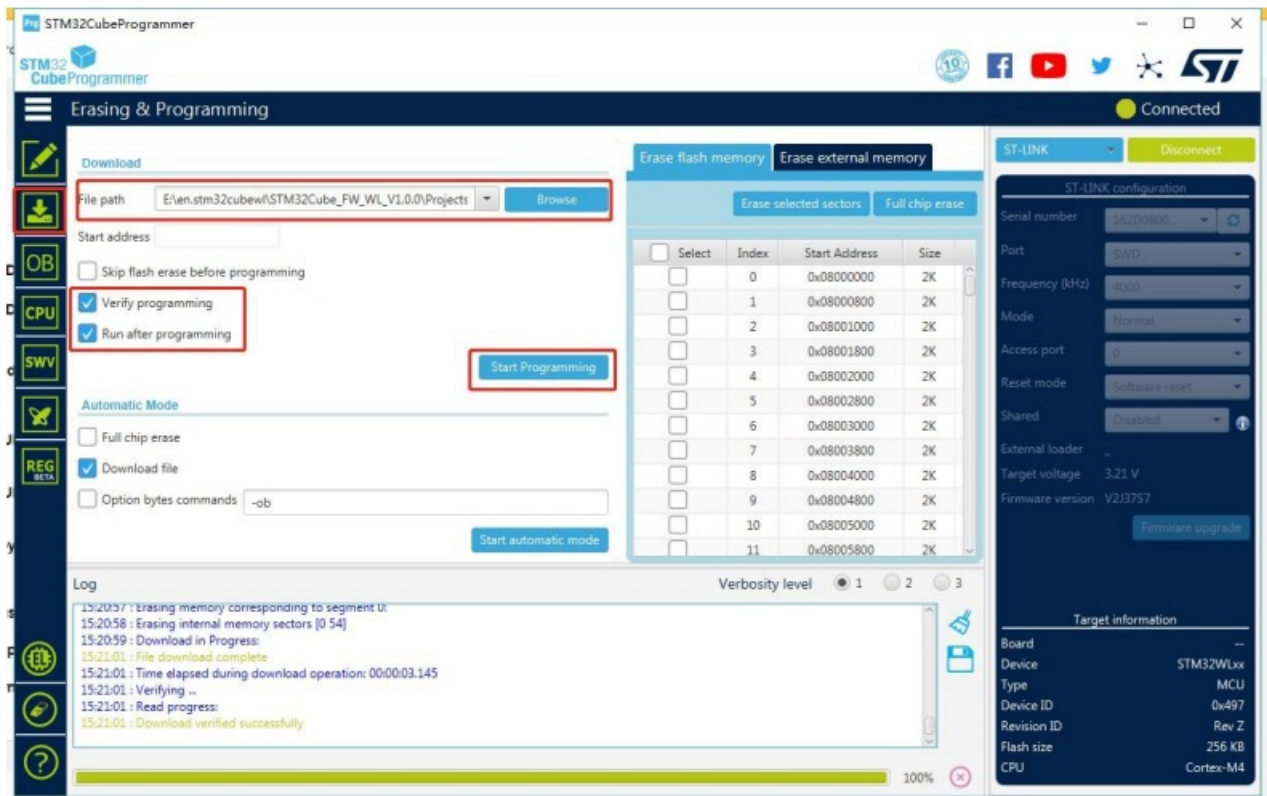 STM32CubeProgrammer
STM32
CubeProgrammer
Erasing & Programming
Connected
Download
File path E:\en.stm32cubewl\STM32Cube_FW_WL_V1.0.0\Projects Browse
Start address
Skip flash erase before programming
Verify programming
Run after programming
Start Programming
Automatic Mode
Full chip erase
Download file
Option bytes commands -ob
Start automatic mode
OB
CPU
SWV
REG
BETA
Erase flash memory Erase external memory
Erase selected sectors Full chip erase
Select Index Start Address Size
0 0x08000000 2K
1 0x08000800 2K
2 0x08001000 2K
3 0x08001800 2K
4 0x08002000 2K
5 0x08002800 2K
6 0x08003000 2K
7 0x08003800 2K
8 0x08004000 2K
9 0x08004800 2K
10 0x08005000 2K
11 0x08005800 2K
Log Verbosity level 1 2 3
15:20:57 : Erasing memory corresponding to segment 0:
15:20:58 : Erasing internal memory sectors [0 54]
15:20:59 : Download in Progress:
15:21:01 : File download complete
15:21:01 : Time elapsed during download operation: 00:00:03.145
15:21:01 : Verifying ...
15:21:01 : Read progress:
15:21:01 : Download verified successfully
100%
ST-LINK Disconnect
ST-LINK configuration
Serial number 162D0800...
Port SWD
Frequency (kHz) 4000
Mode Normal
Access port 0
Reset mode Software reset
Shared Disabled
External loader _
Target voltage 3.21 V
Firmware version V2J37S7
Firmware upgrade
Target information
Board --
Device STM32WLxx
Type MCU
Device ID 0x497
Revision ID Rev Z
Flash size 256 KB
CPU Cortex-M4